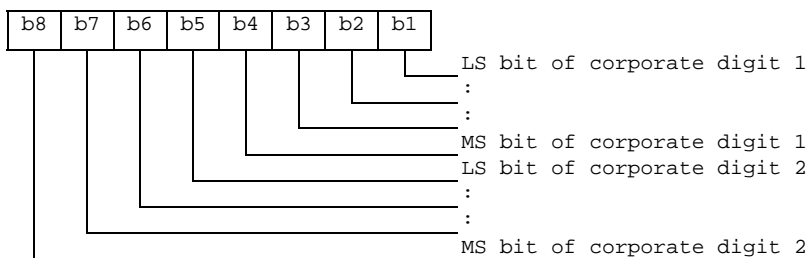 b8 b7 b6 b5 b4 b3 b2 b1
LS bit of corporate digit 1
:
:
MS bit of corporate digit 1
LS bit of corporate digit 2
:
:
MS bit of corporate digit 2